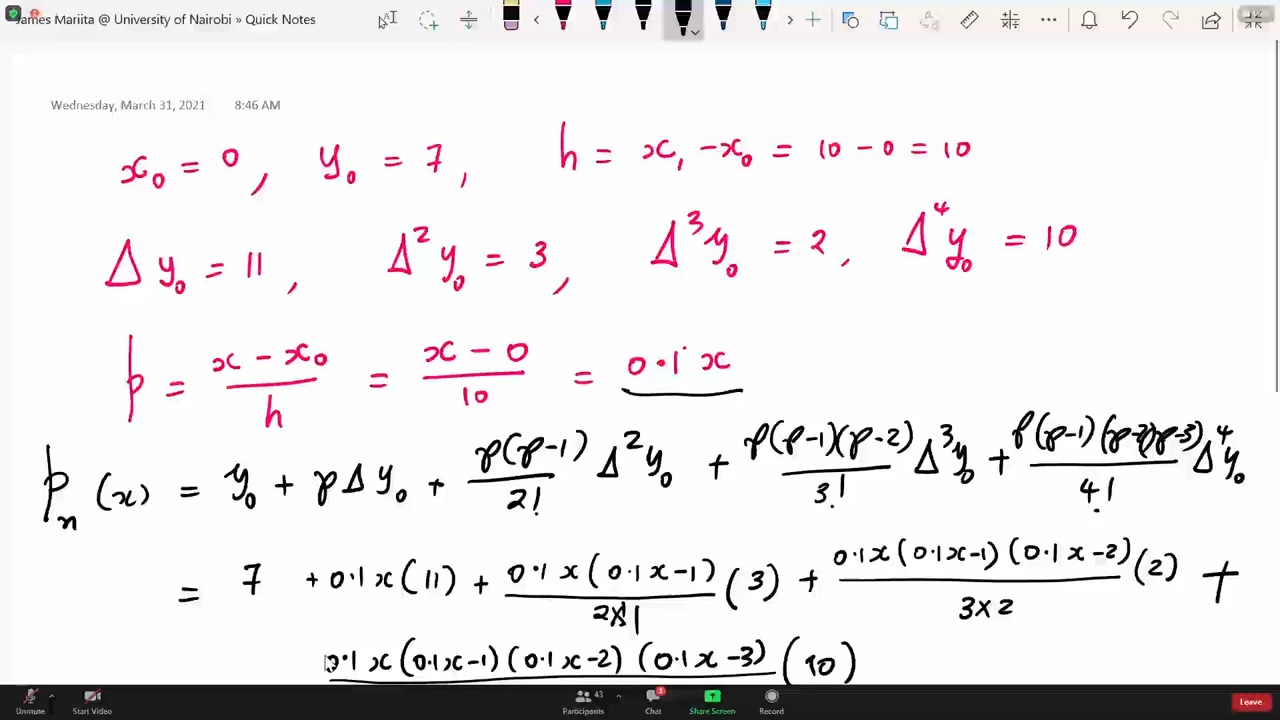 James Mariita @ University of Nairobi » Quick Notes
Wednesday, March 31, 2021 8:46 AM
x₀ = 0, y₀ = 7, h = x₁ - x₀ = 10 - 0 = 10
Δy₀ = 11, Δ²y₀ = 3, Δ³y₀ = 2, Δ⁴y₀ = 10
p = (x - x₀)/h = (x - 0)/10 = 0.1x
pₙ(x) = y₀ + pΔy₀ + p(p-1)/2! Δ²y₀ + p(p-1)(p-2)/3! Δ³y₀ + p(p-1)(p-2)(p-3)/4! Δ⁴y₀
= 7 + 0.1x(11) + 0.1x(0.1x-1)/2×1 (3) + 0.1x(0.1x-1)(0.1x-2)/3×2 (2) +
0.1x(0.1x-1)(0.1x-2)(0.1x-3) (10)
Unmute Start Video 43 Participants 3 Chat Share Screen Record Leave